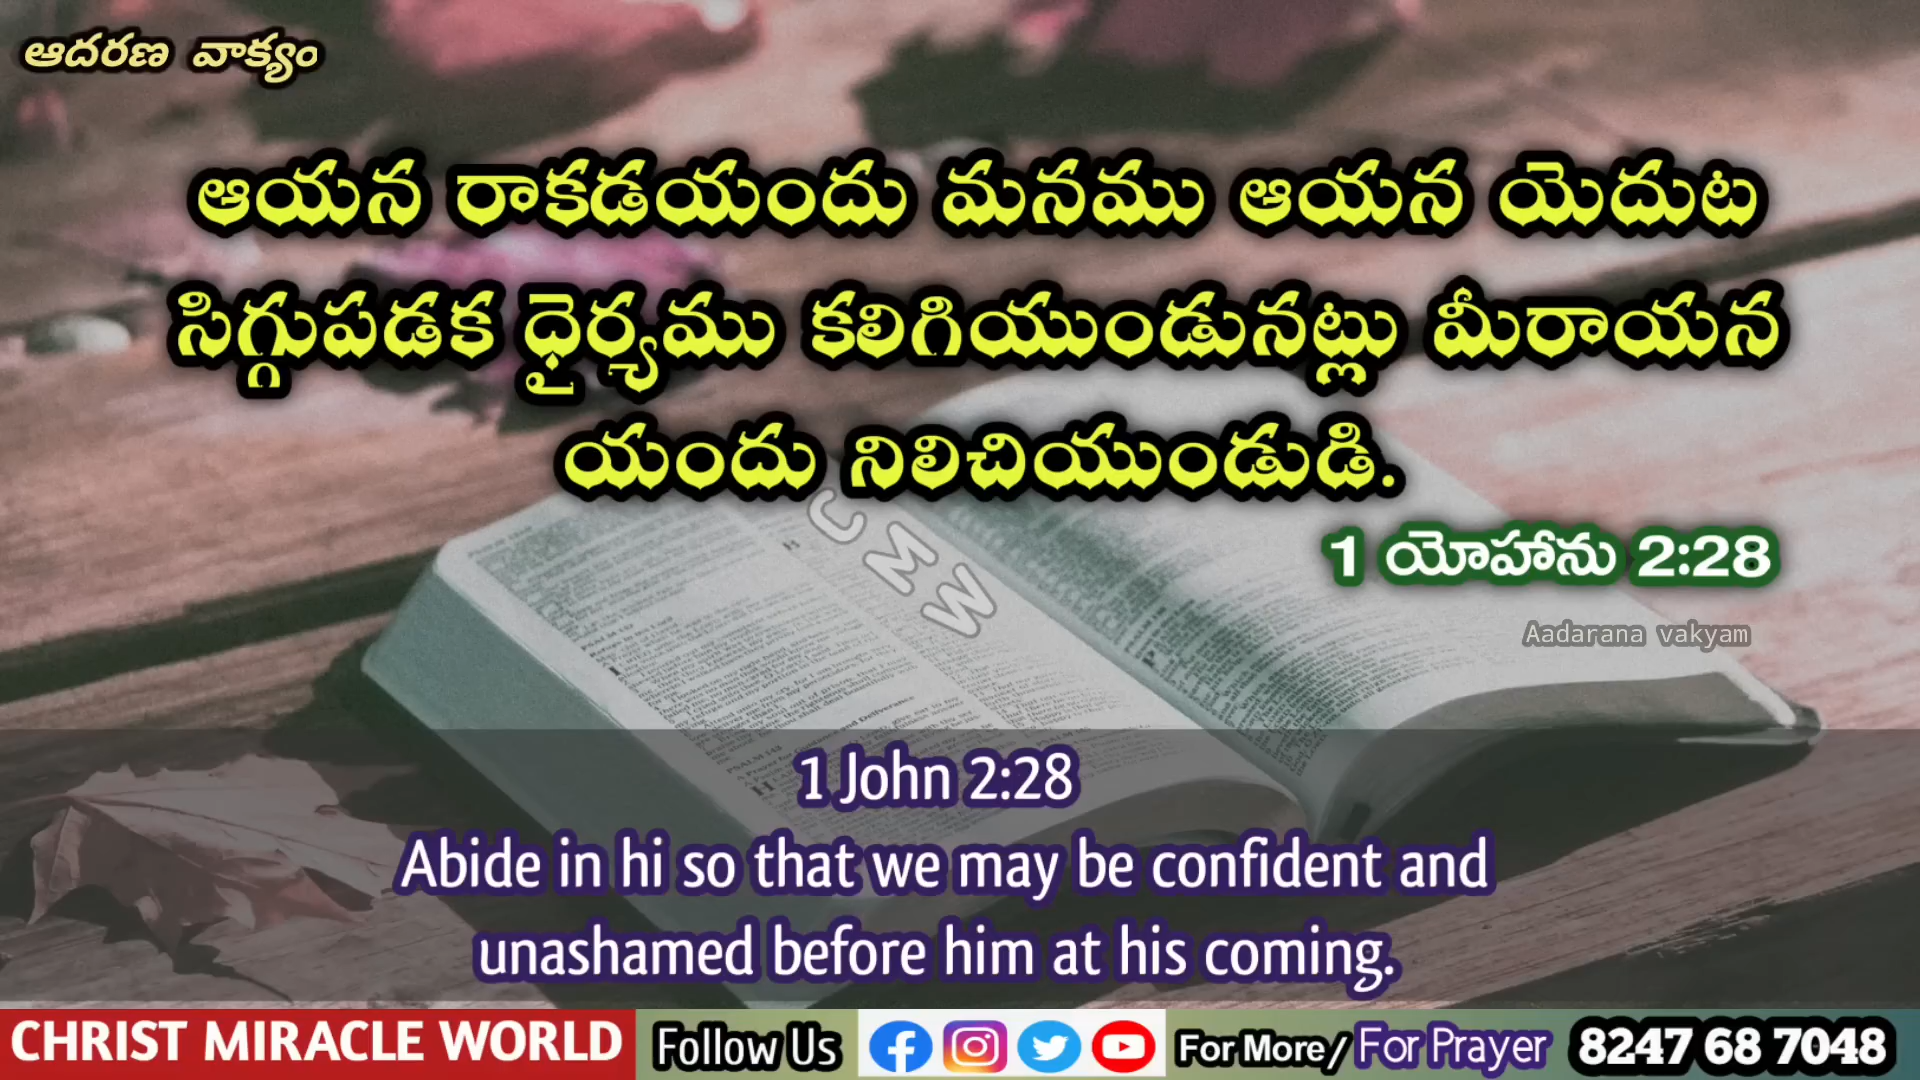 ఆదరణ వాక్యం
ఆయన రాకడయందు మనము ఆయన యెదుట
సిగ్గుపడక ధైర్యము కలిగియుండునట్లు మీరాయన
యందు నిలిచియుండుడి.
CMW
1 యోహాను 2:28
Aadarana vakyam
1 John 2:28
Abide in hi so that we may be confident and
unashamed before him at his coming.
CHRIST MIRACLE WORLD Follow Us For More/ For Prayer 8247 68 7048